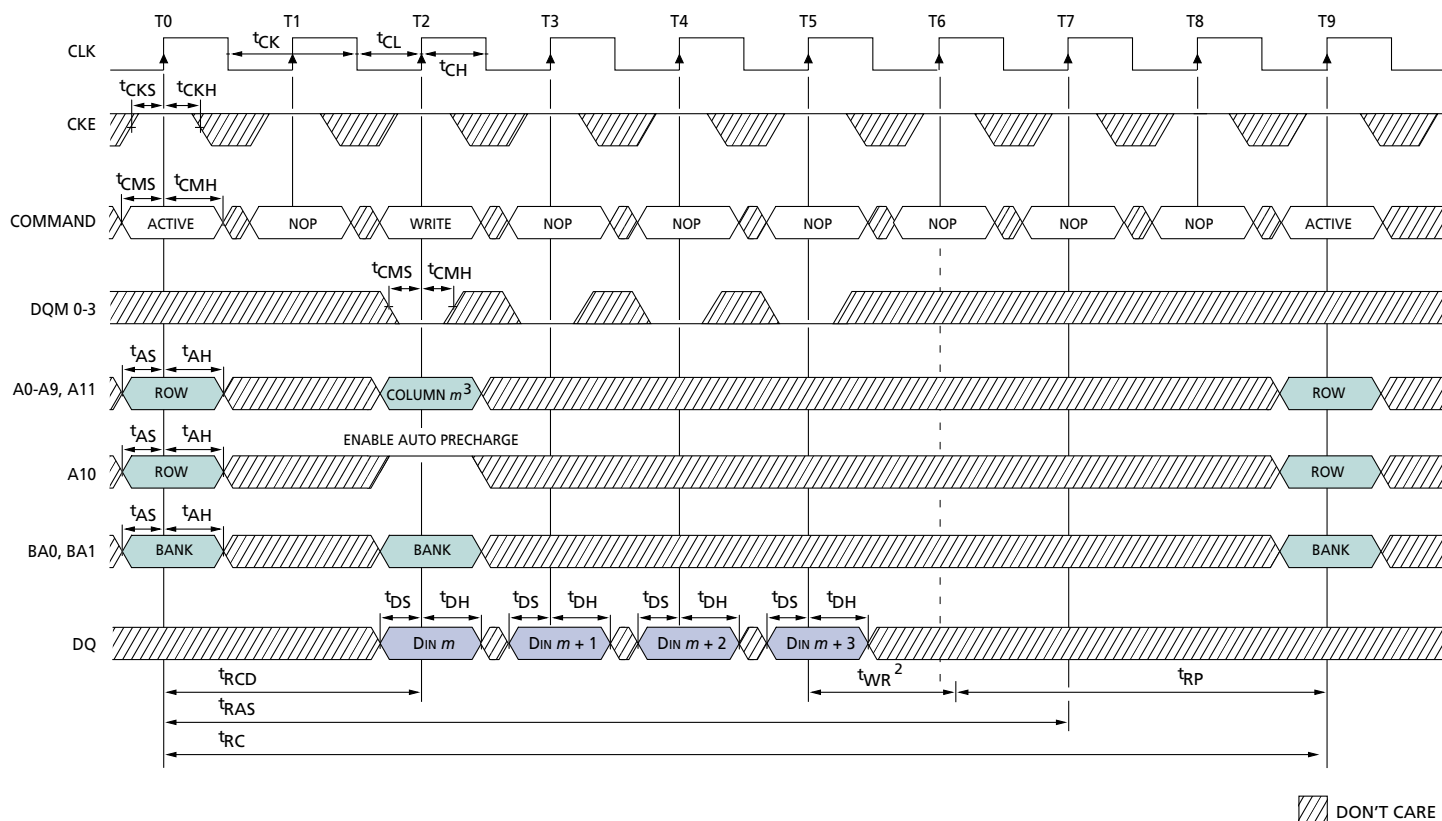 T0 T1 T2 T3 T4 T5 T6 T7 T8 T9
CLK tCK tCL tCH
tCKS tCKH
CKE
tCMS tCMH
COMMAND ACTIVE NOP WRITE NOP NOP NOP NOP NOP NOP ACTIVE
tCMS tCMH
DQM 0-3
tAS tAH
A0-A9, A11 ROW COLUMN m3 ROW
tAS tAH ENABLE AUTO PRECHARGE
A10 ROW ROW
tAS tAH
BA0, BA1 BANK BANK BANK
tDS tDH tDS tDH tDS tDH tDS tDH
DQ DIN m DIN m + 1 DIN m + 2 DIN m + 3
tRCD tWR 2 tRP
tRAS
tRC
DON'T CARE